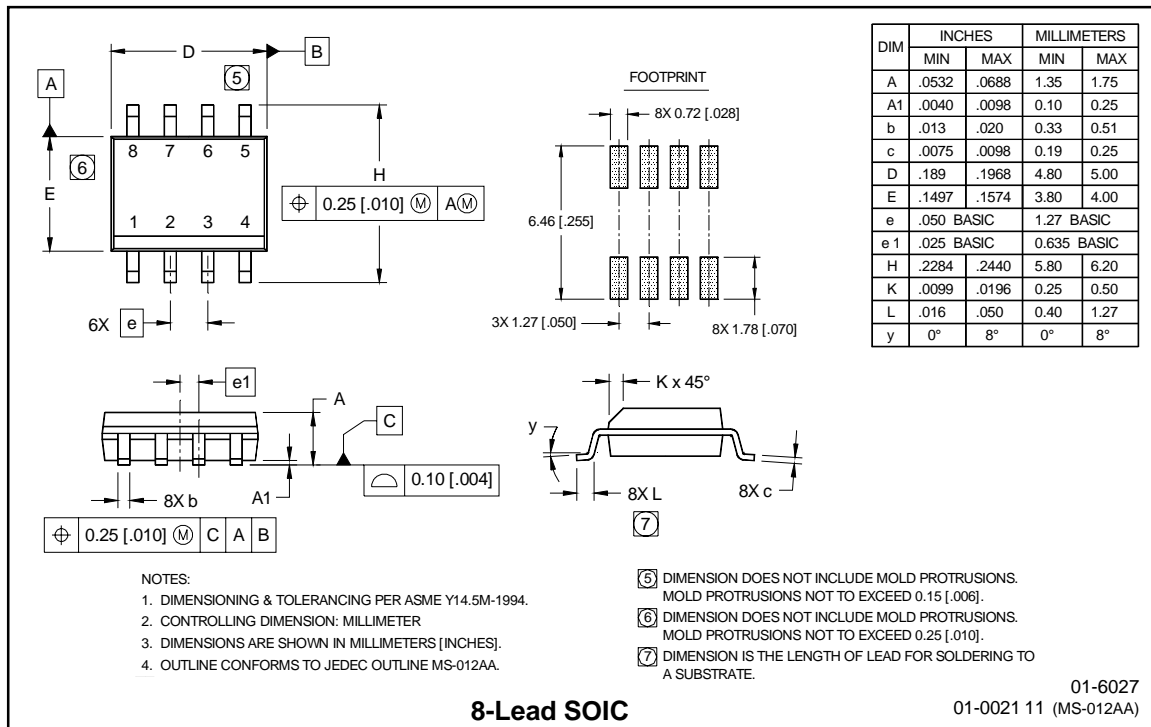 D
B
5
A
8 7 6 5
6
E
H
⌖ 0.25 [.010] Ⓜ AⓂ
1 2 3 4
6X e
FOOTPRINT
8X 0.72 [.028]
6.46 [.255]
3X 1.27 [.050]
8X 1.78 [.070]
DIM INCHES MILLIMETERS
MIN MAX MIN MAX
A .0532 .0688 1.35 1.75
A1 .0040 .0098 0.10 0.25
b .013 .020 0.33 0.51
c .0075 .0098 0.19 0.25
D .189 .1968 4.80 5.00
E .1497 .1574 3.80 4.00
e .050 BASIC 1.27 BASIC
e 1 .025 BASIC 0.635 BASIC
H .2284 .2440 5.80 6.20
K .0099 .0196 0.25 0.50
L .016 .050 0.40 1.27
y 0° 8° 0° 8°
e1
A
C
⌓ 0.10 [.004]
8X b
A1
⌖ 0.25 [.010] Ⓜ C A B
K x 45°
y
8X L
8X c
7
NOTES:
1. DIMENSIONING & TOLERANCING PER ASME Y14.5M-1994.
2. CONTROLLING DIMENSION: MILLIMETER
3. DIMENSIONS ARE SHOWN IN MILLIMETERS [INCHES].
4. OUTLINE CONFORMS TO JEDEC OUTLINE MS-012AA.
5 DIMENSION DOES NOT INCLUDE MOLD PROTRUSIONS.
MOLD PROTRUSIONS NOT TO EXCEED 0.15 [.006].
6 DIMENSION DOES NOT INCLUDE MOLD PROTRUSIONS.
MOLD PROTRUSIONS NOT TO EXCEED 0.25 [.010].
7 DIMENSION IS THE LENGTH OF LEAD FOR SOLDERING TO
A SUBSTRATE.
8-Lead SOIC
01-6027
01-0021 11 (MS-012AA)